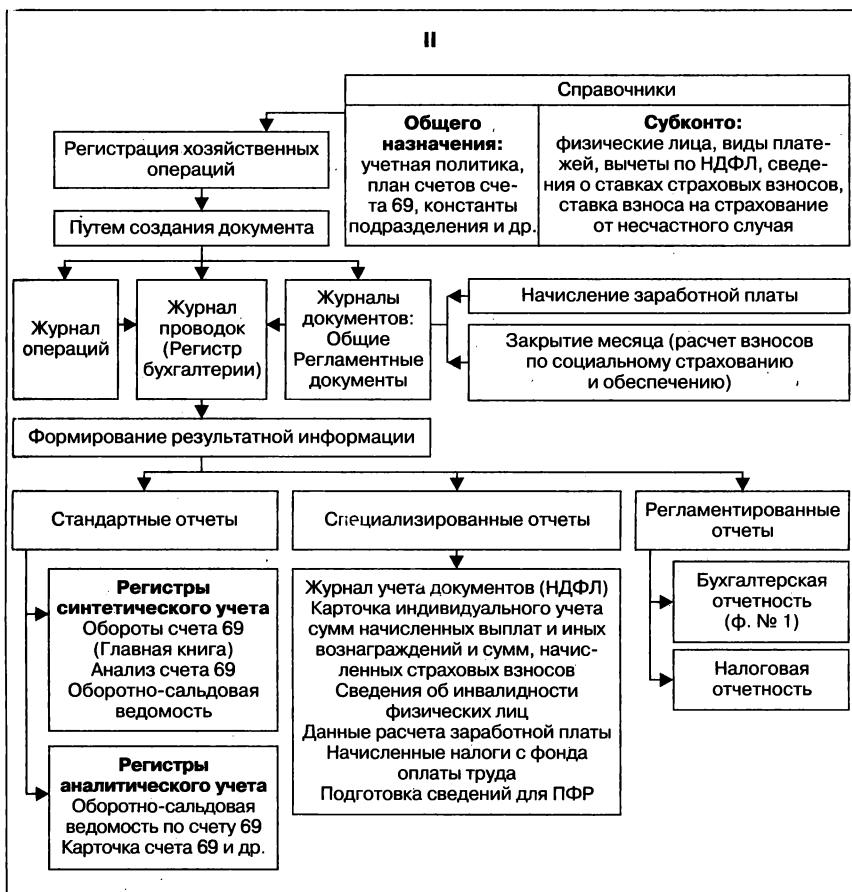 II
Справочники
Общего
назначения:
учетная политика,
план счетов сче-
та 69, константы
подразделения и др.
Субконто:
физические лица, виды плате-
жей, вычеты по НДФЛ, сведе-
ния о ставках страховых взносов,
ставка взноса на страхование
от несчастного случая
Регистрация хозяйственных
операций
Путем создания документа
Журнал
операций
Журнал
проводок
(Регистр
бухгалтерии)
Журналы
документов:
Общие
Регламентные
документы
Начисление заработной платы
Закрытие месяца (расчет взносов
по социальному страхованию
и обеспечению)
Формирование результатной информации
Стандартные отчеты
Специализированные отчеты
Регламентированные
отчеты
Регистры
синтетического учета
Обороты счета 69
(Главная книга)
Анализ счета 69
Оборотно-сальдовая
ведомость
Регистры
аналитического учета
Оборотно-сальдовая
ведомость по счету 69
Карточка счета 69 и др.
Журнал учета документов (НДФЛ)
Карточка индивидуального учета
сумм начисленных выплат и иных
вознаграждений и сумм, начис-
ленных страховых взносов
Сведения об инвалидности
физических лиц
Данные расчета заработной платы
Начисленные налоги с фонда
оплаты труда
Подготовка сведений для ПФР
Бухгалтерская
отчетность
(ф. № 1)
Налоговая
отчетность